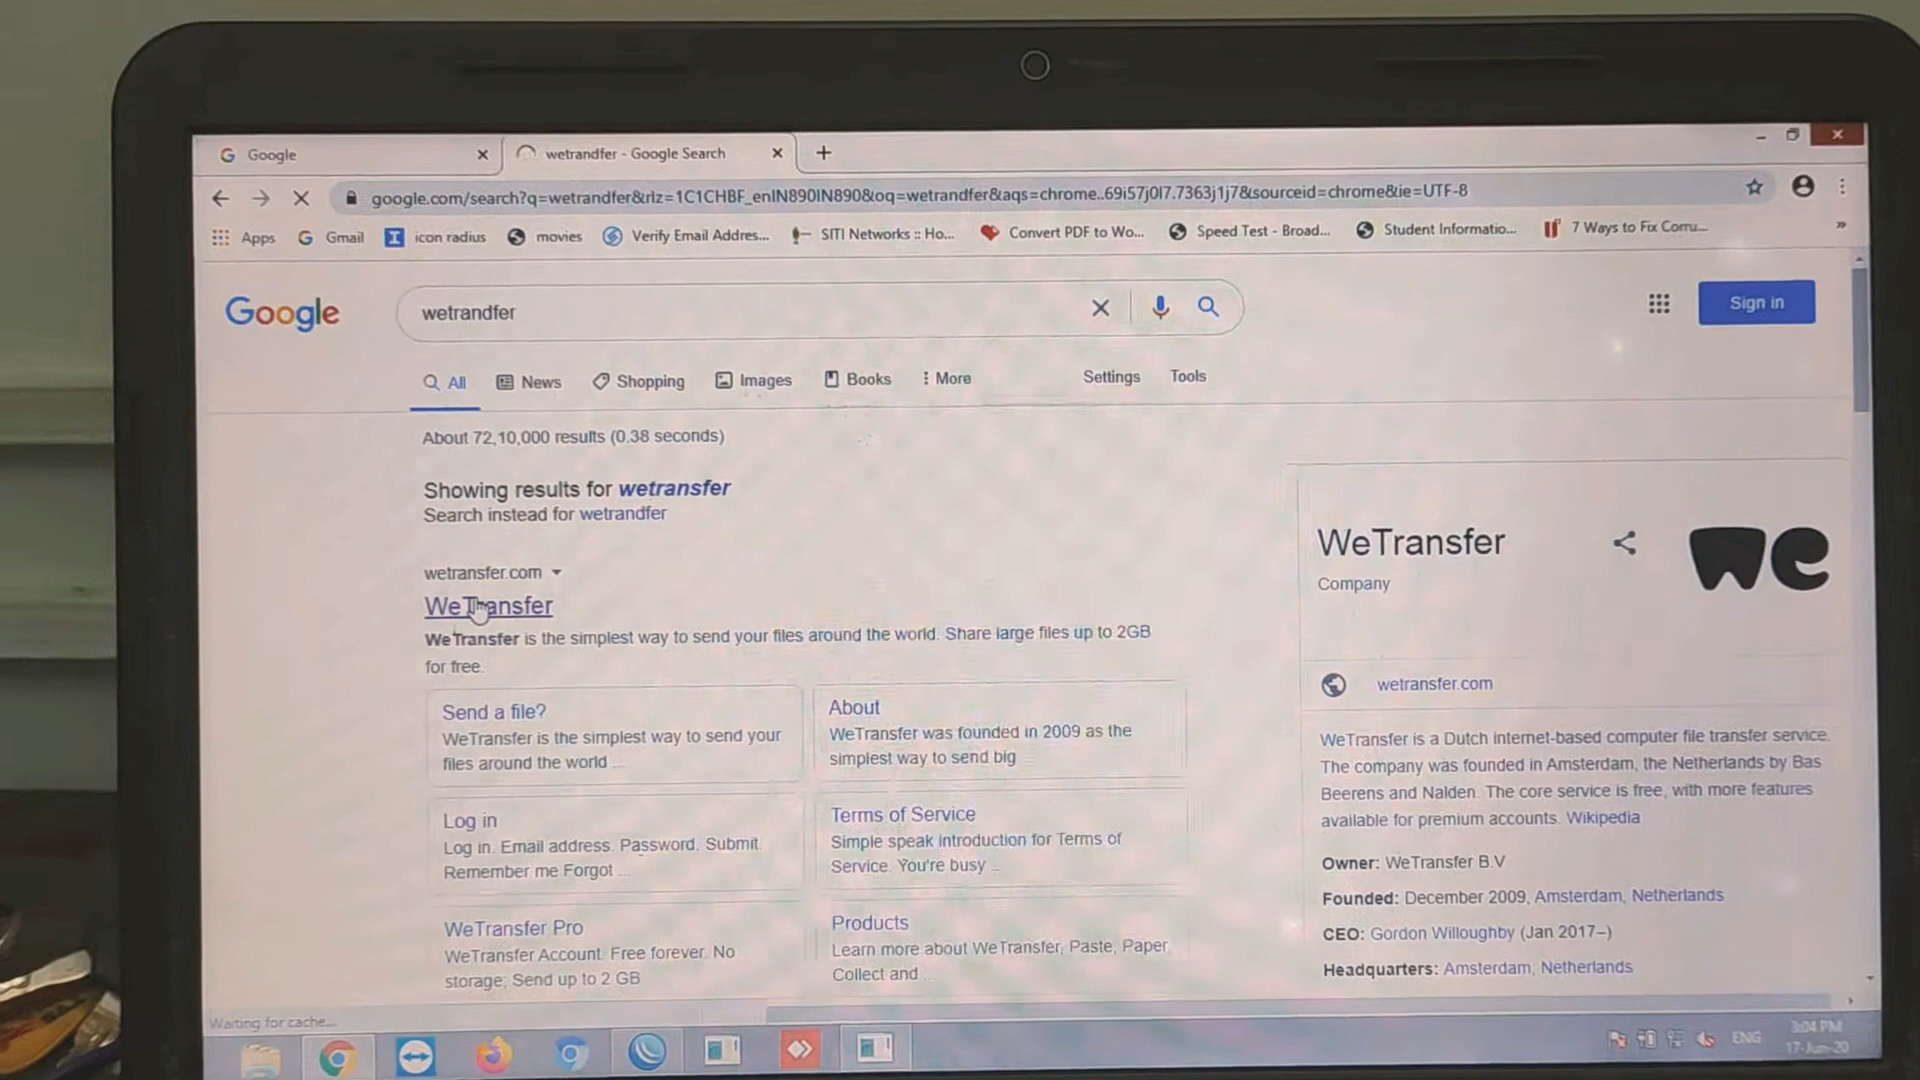 Google
wetrandfer - Google Search
google.com/search?q=wetrandfer&rlz=1C1CHBF_enIN890IN890&oq=wetrandfer&aqs=chrome..69i57j0l7.7363j1j7&sourceid=chrome&ie=UTF-8
Apps Gmail icon radius movies Verify Email Addres... SITI Networks :: Ho... Convert PDF to Wo... Speed Test - Broad... Student Informatio... 7 Ways to Fix Corru...
Google wetrandfer Sign in
All News Shopping Images Books More Settings Tools
About 72,10,000 results (0.38 seconds)
Showing results for wetransfer
Search instead for wetrandfer
wetransfer.com
WeTransfer
WeTransfer is the simplest way to send your files around the world. Share large files up to 2GB
for free.
Send a file?
WeTransfer is the simplest way to send your
files around the world ...
About
WeTransfer was founded in 2009 as the
simplest way to send big
Log in
Log in. Email address. Password. Submit.
Remember me Forgot ...
Terms of Service
Simple speak introduction for Terms of
Service. You're busy ...
WeTransfer Pro
WeTransfer Account. Free forever. No
storage; Send up to 2 GB
Products
Learn more about WeTransfer, Paste, Paper,
Collect and ...
WeTransfer
Company
we
wetransfer.com
WeTransfer is a Dutch internet-based computer file transfer service.
The company was founded in Amsterdam, the Netherlands by Bas
Beerens and Nalden. The core service is free, with more features
available for premium accounts. Wikipedia
Owner: WeTransfer B.V
Founded: December 2009, Amsterdam, Netherlands
CEO: Gordon Willoughby (Jan 2017–)
Headquarters: Amsterdam, Netherlands
Waiting for cache...
ENG
3:04 PM
17-Jun-20